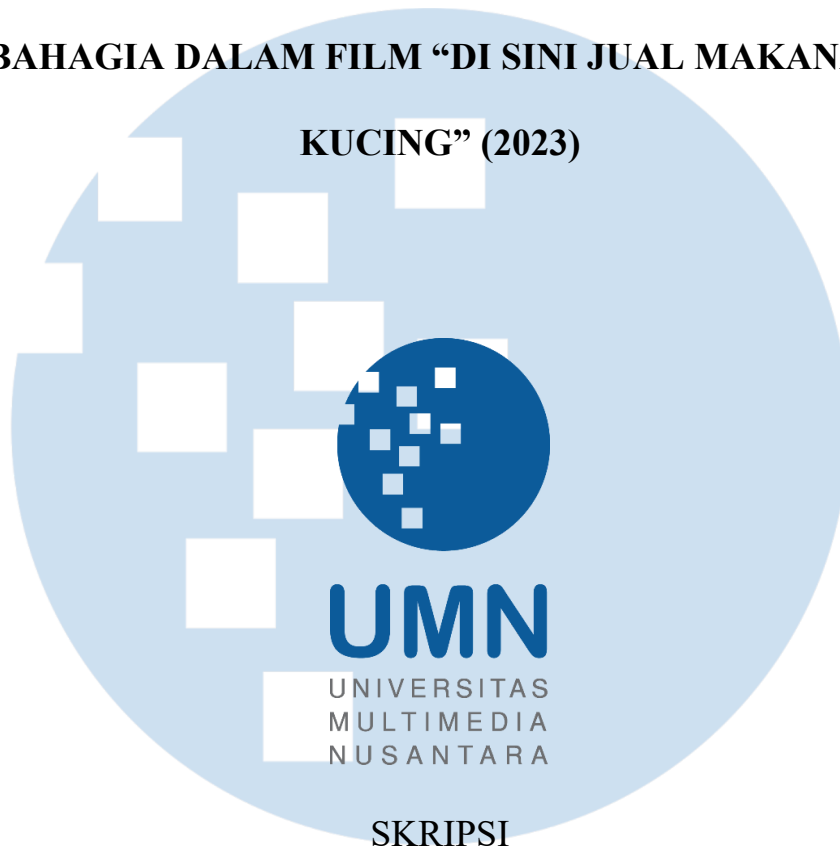 BAHAGIA DALAM FILM “DI SINI JUAL MAKAN
KUCING” (2023)
UMN
UNIVERSITAS
MULTIMEDIA
NUSANTARA
SKRIPSI